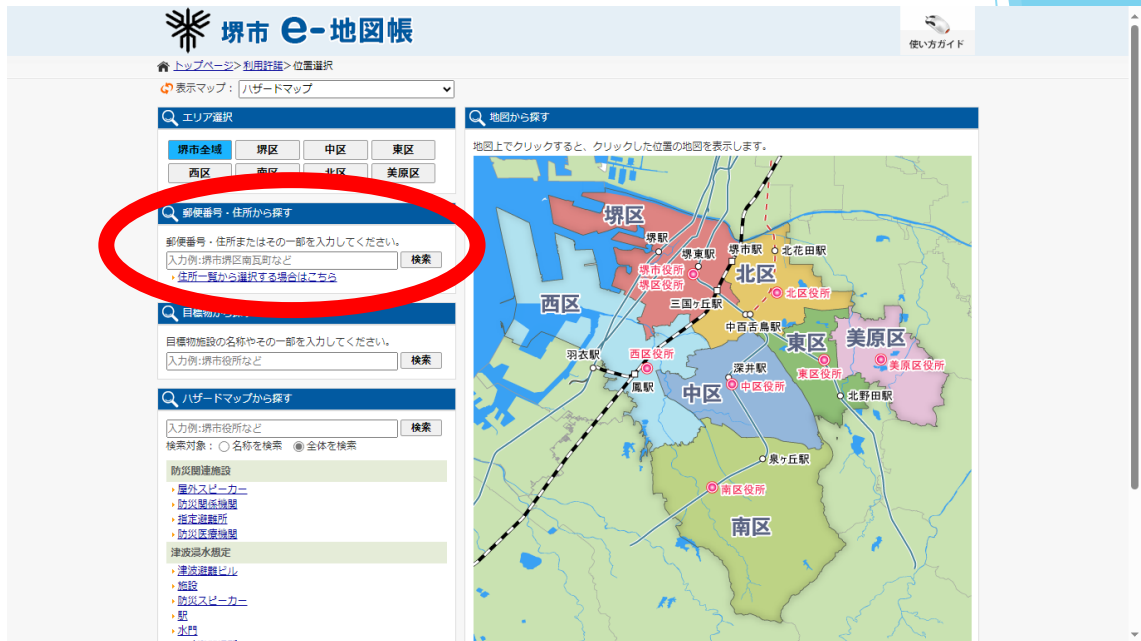 堺市 e-地図帳
使い方ガイド
トップページ>利用許諾>位置選択
表示マップ： ハザードマップ
エリア選択
堺市全域 堺区 中区 東区
西区 南区 北区 美原区
郵便番号・住所から探す
郵便番号・住所またはその一部を入力してください。
入力例:堺市堺区南瓦町など 検索
住所一覧から選択する場合はこちら
目標物から探す
目標物施設の名称やその一部を入力してください。
入力例:堺市役所など 検索
ハザードマップから探す
入力例:堺市役所など 検索
検索対象： 名称を検索 全体を検索
防災関連施設
屋外スピーカー
防災関係機関
指定避難所
防災医療機関
津波浸水想定
津波避難ビル
施設
防災スピーカー
駅
水門
地図から探す
地図上でクリックすると、クリックした位置の地図を表示します。
堺区
堺駅
堺東駅
堺市駅
北花田駅
堺市役所
堺区役所
北区
北区役所
三国ヶ丘駅
西区
中百舌鳥駅
東区
美原区
羽衣駅
西区役所
深井駅
東区役所
美原区役所
鳳駅
中区
中区役所
北野田駅
泉ヶ丘駅
南区役所
南区